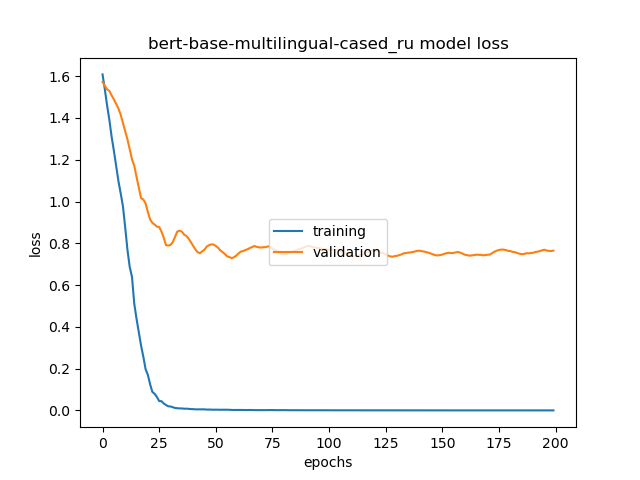 bert-base-multilingual-cased_ru model loss
loss
1.6
1.4
1.2
1.0
0.8
0.6
0.4
0.2
0.0
training
validation
0 25 50 75 100 125 150 175 200
epochs